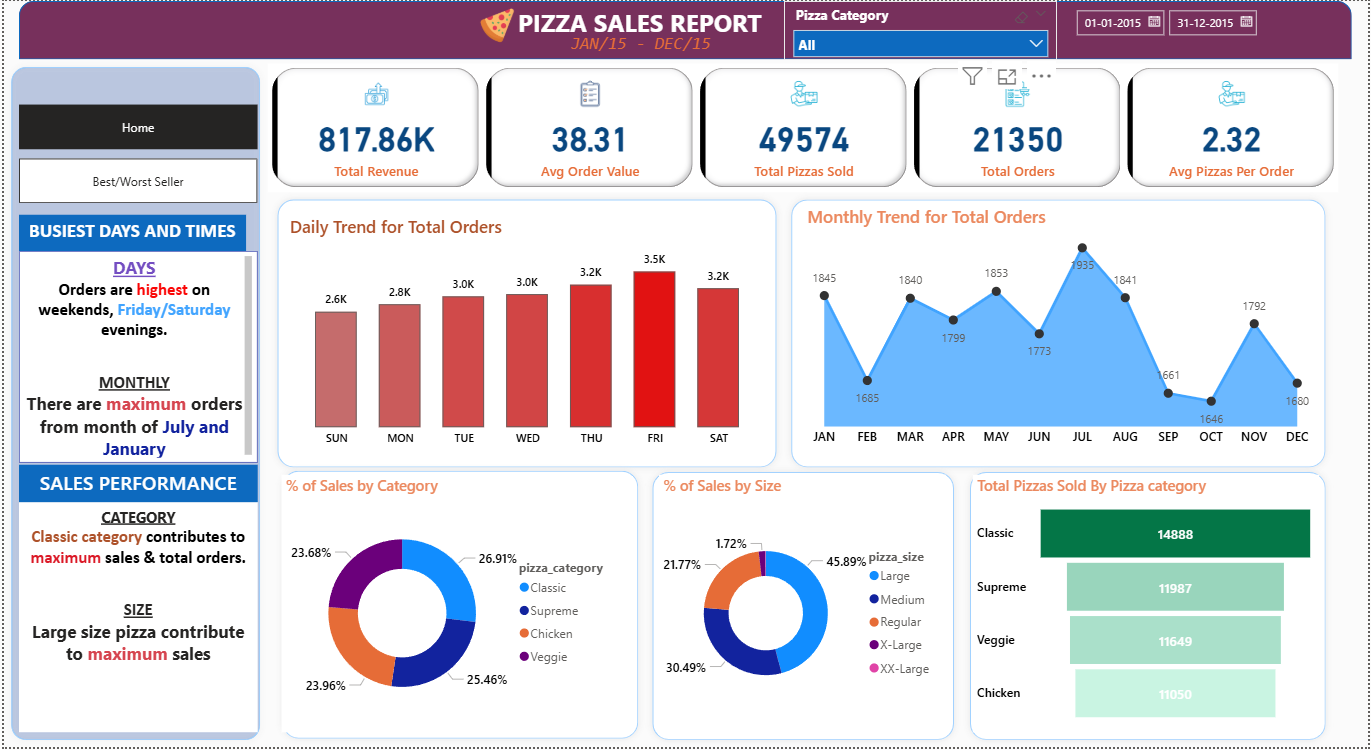 PIZZA SALES REPORT
JAN/15 - DEC/15
Pizza Category
All
01-01-2015
31-12-2015
Home
Best/Worst Seller
BUSIEST DAYS AND TIMES
DAYS
Orders are highest on
weekends, Friday/Saturday
evenings.
MONTHLY
There are maximum orders
from month of July and
January
SALES PERFORMANCE
CATEGORY
Classic category contributes to
maximum sales & total orders.
SIZE
Large size pizza contribute
to maximum sales
817.86K
Total Revenue
38.31
Avg Order Value
49574
Total Pizzas Sold
21350
Total Orders
2.32
Avg Pizzas Per Order
Daily Trend for Total Orders
2.6K
2.8K
3.0K
3.0K
3.2K
3.5K
3.2K
SUN
MON
TUE
WED
THU
FRI
SAT
Monthly Trend for Total Orders
1845
1685
1840
1799
1853
1773
1935
1841
1661
1646
1792
1680
JAN
FEB
MAR
APR
MAY
JUN
JUL
AUG
SEP
OCT
NOV
DEC
% of Sales by Category
23.68%
26.91%
23.96%
25.46%
pizza_category
Classic
Supreme
Chicken
Veggie
% of Sales by Size
1.72%
21.77%
45.89%
30.49%
pizza_size
Large
Medium
Regular
X-Large
XX-Large
Total Pizzas Sold By Pizza category
Classic 14888
Supreme 11987
Veggie 11649
Chicken 11050